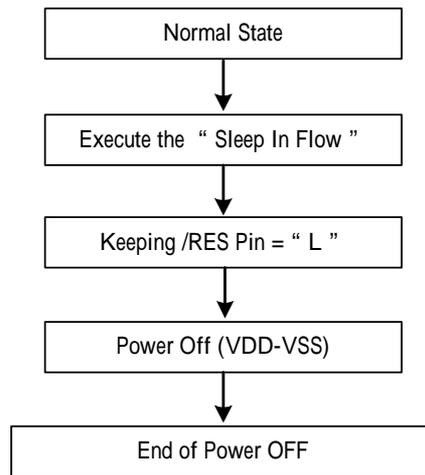 Normal State
Execute the “ Sleep In Flow ”
Keeping /RES Pin = “ L ”
Power Off (VDD-VSS)
End of Power OFF